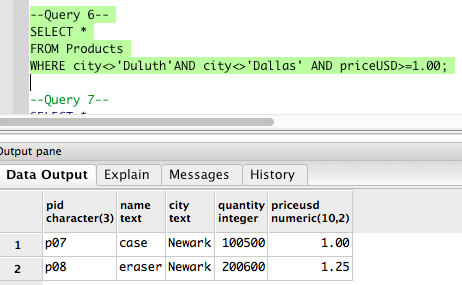 --Query 6--
SELECT *
FROM Products
WHERE city<>'Duluth'AND city<>'Dallas' AND priceUSD>=1.00;
--Query 7--
SELECT *
Output pane
Data Output Explain Messages History
pid name city quantity priceusd
character(3) text text integer numeric(10,2)
1 p07 case Newark 100500 1.00
2 p08 eraser Newark 200600 1.25